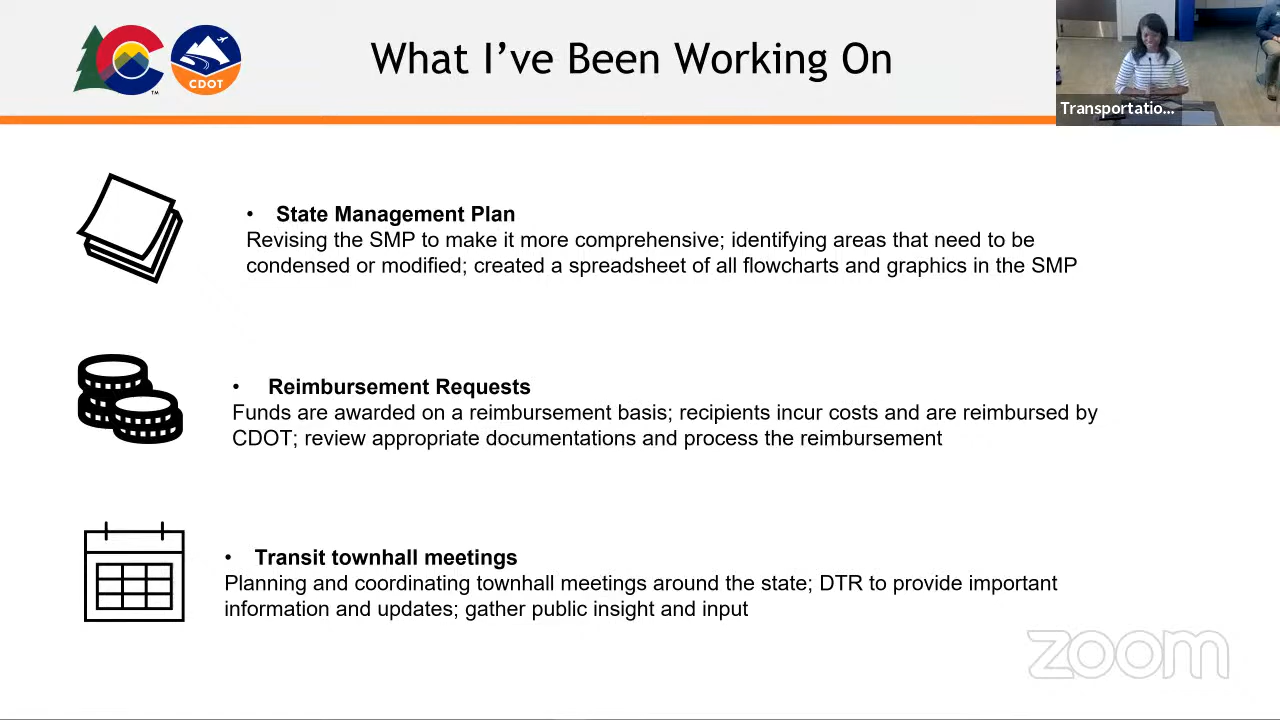 What I've Been Working On
CDOT
TM
Transportatio...
• State Management Plan
Revising the SMP to make it more comprehensive; identifying areas that need to be
condensed or modified; created a spreadsheet of all flowcharts and graphics in the SMP
• Reimbursement Requests
Funds are awarded on a reimbursement basis; recipients incur costs and are reimbursed by
CDOT; review appropriate documentations and process the reimbursement
• Transit townhall meetings
Planning and coordinating townhall meetings around the state; DTR to provide important
information and updates; gather public insight and input
zoom